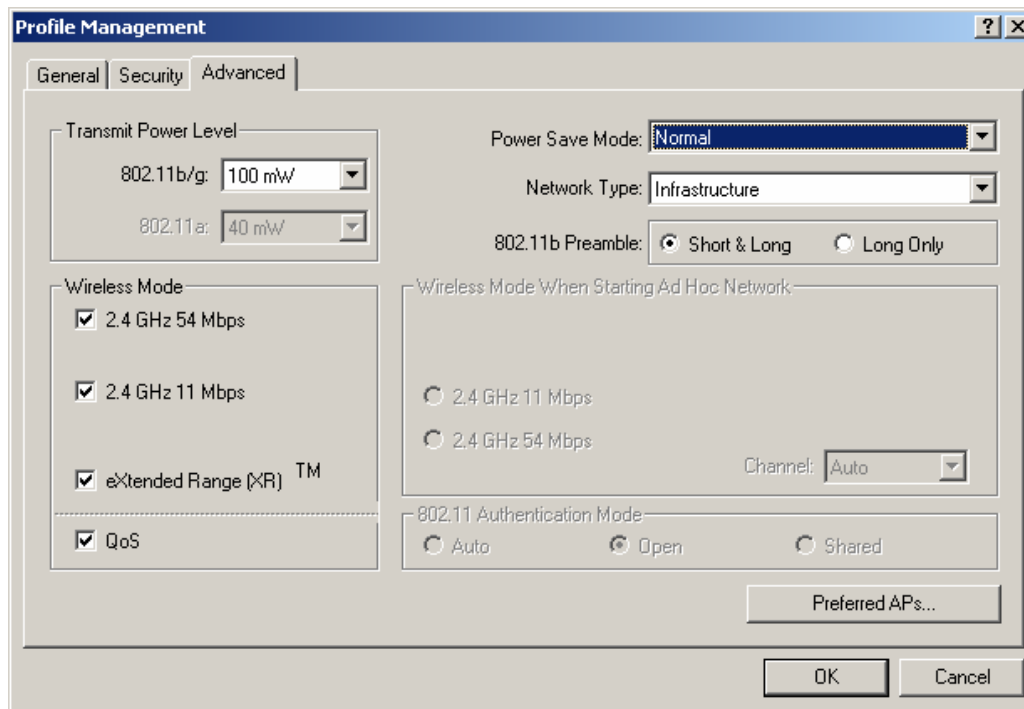 Profile Management
General Security Advanced
Transmit Power Level
802.11b/g: 100 mW
802.11a: 40 mW
Power Save Mode: Normal
Network Type: Infrastructure
802.11b Preamble: Short & Long Long Only
Wireless Mode
2.4 GHz 54 Mbps
2.4 GHz 11 Mbps
eXtended Range (XR) TM
QoS
Wireless Mode When Starting Ad Hoc Network
2.4 GHz 11 Mbps
2.4 GHz 54 Mbps
Channel: Auto
802.11 Authentication Mode
Auto Open Shared
Preferred APs...
OK Cancel